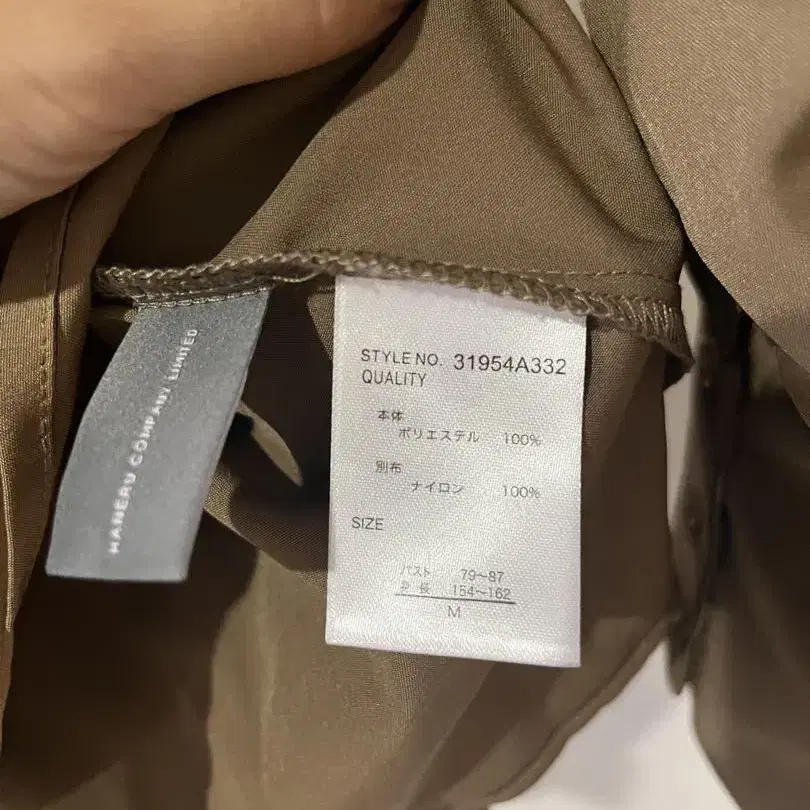 HANERU COMPANY LIMITED
STYLE NO. 31954A332
QUALITY
本体
ポリエステル 100%
別布
ナイロン 100%
SIZE
バスト 79~87
身長 154~162
M